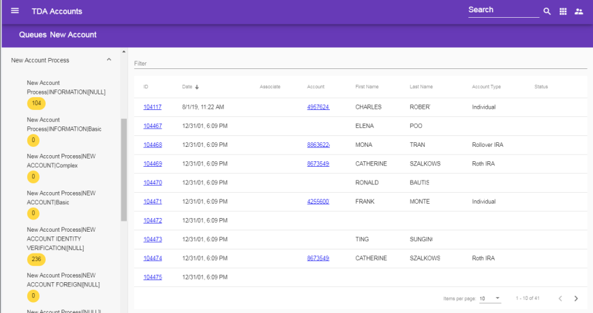 TDA Accounts
Search
Queues New Account
New Account Process
New Account
Process|INFORMATION|[NULL]
104
New Account
Process|INFORMATION|Basic
0
New Account Process|NEW
ACCOUNT|Complex
0
New Account Process|NEW
ACCOUNT|Basic
0
New Account Process|NEW
ACCOUNT IDENTITY
VERIFICATION|[NULL]
236
New Account Process|NEW
ACCOUNT FOREIGN|[NULL]
0
New Account Process|[NULL]|
Filter
ID Date Associate Account First Name Last Name Account Type Status
104117 8/1/19, 11:22 AM 4957624 CHARLES ROBER Individual
104467 12/31/01, 6:09 PM ELENA POO
104468 12/31/01, 6:09 PM 8863622 MONA TRAN Rollover IRA
104469 12/31/01, 6:09 PM 8673549 CATHERINE SZALKOWS Roth IRA
104470 12/31/01, 6:09 PM RONALD BAUTIS
104471 12/31/01, 6:09 PM 4255600 FRANK MONTE Individual
104472 12/31/01, 6:09 PM
104473 12/31/01, 6:09 PM TING SUNGIN
104474 12/31/01, 6:09 PM 8673549 CATHERINE SZALKOWS Roth IRA
104475 12/31/01, 6:09 PM
Items per page 10 1 - 10 of 41